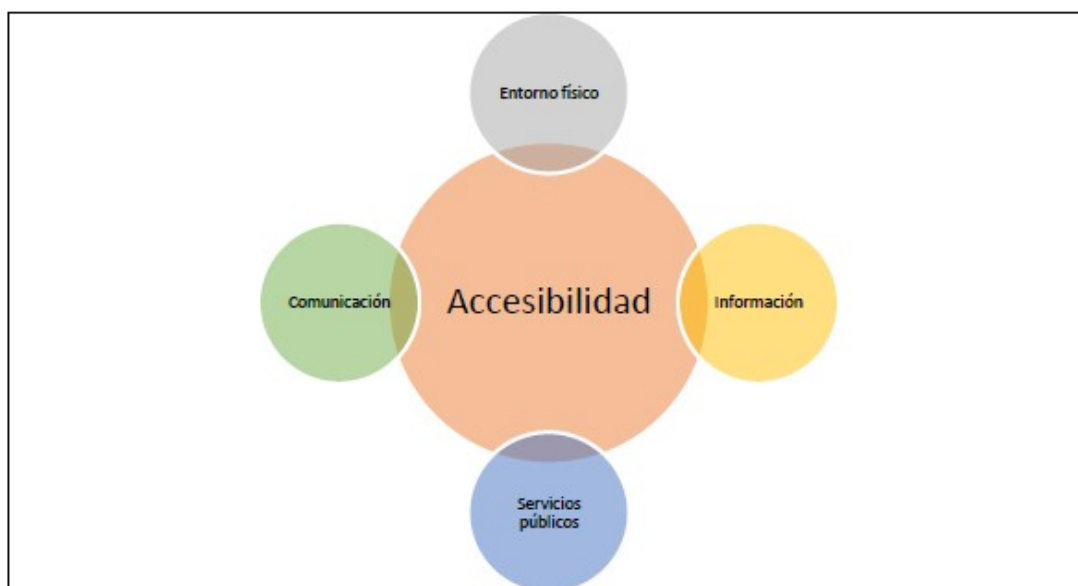 Entorno físico
Comunicación
Accesibilidad
Información
Servicios
públicos